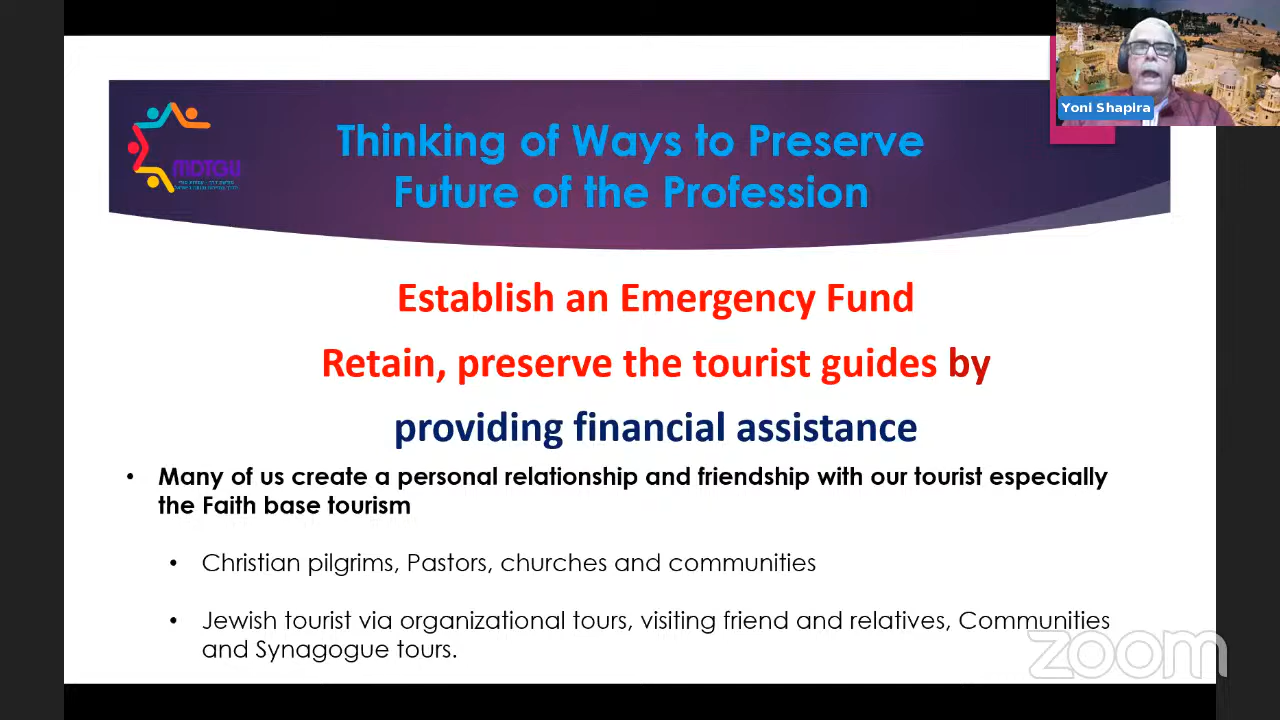 Yoni Shapira
MDTGU
Thinking of Ways to Preserve
Future of the Profession
Establish an Emergency Fund
Retain, preserve the tourist guides by
providing financial assistance
• Many of us create a personal relationship and friendship with our tourist especially
the Faith base tourism
• Christian pilgrims, Pastors, churches and communities
• Jewish tourist via organizational tours, visiting friend and relatives, Communities
and Synagogue tours.
zoom